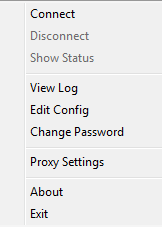 Connect
Disconnect
Show Status
View Log
Edit Config
Change Password
Proxy Settings
About
Exit